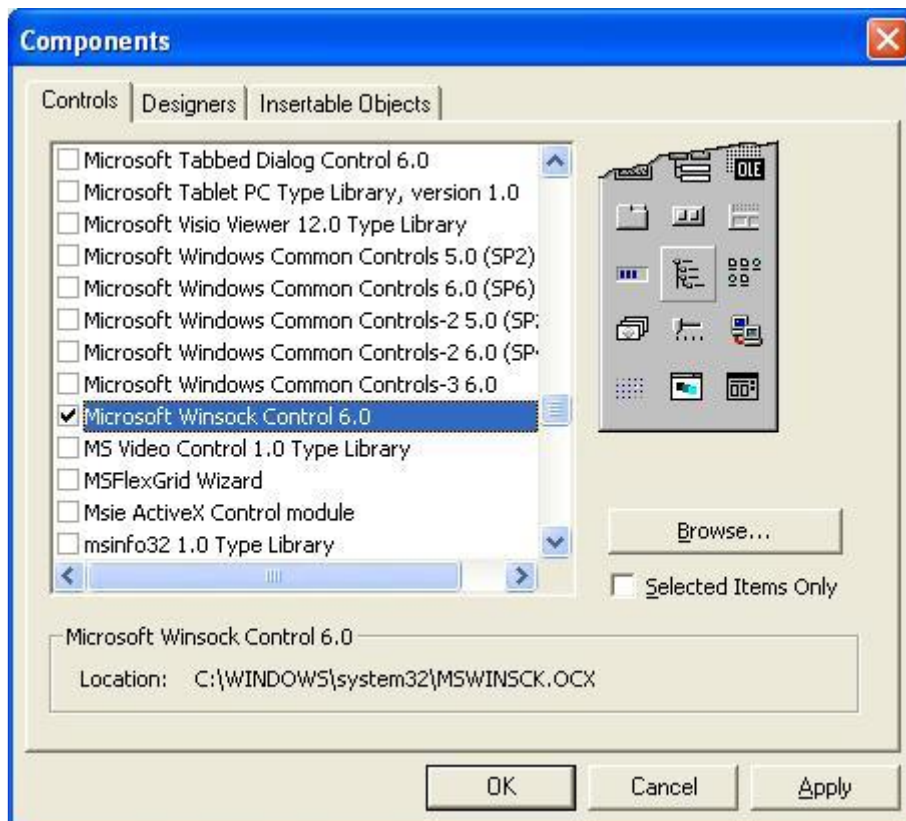 Components
Controls Designers Insertable Objects
Microsoft Tabbed Dialog Control 6.0
Microsoft Tablet PC Type Library, version 1.0
Microsoft Visio Viewer 12.0 Type Library
Microsoft Windows Common Controls 5.0 (SP2)
Microsoft Windows Common Controls 6.0 (SP6)
Microsoft Windows Common Controls-2 5.0 (SP
Microsoft Windows Common Controls-2 6.0 (SP
Microsoft Windows Common Controls-3 6.0
Microsoft Winsock Control 6.0
MS Video Control 1.0 Type Library
MSFlexGrid Wizard
Msie ActiveX Control module
msinfo32 1.0 Type Library
OLE
Browse...
Selected Items Only
Microsoft Winsock Control 6.0
Location: C:\WINDOWS\system32\MSWINSCK.OCX
OK Cancel Apply